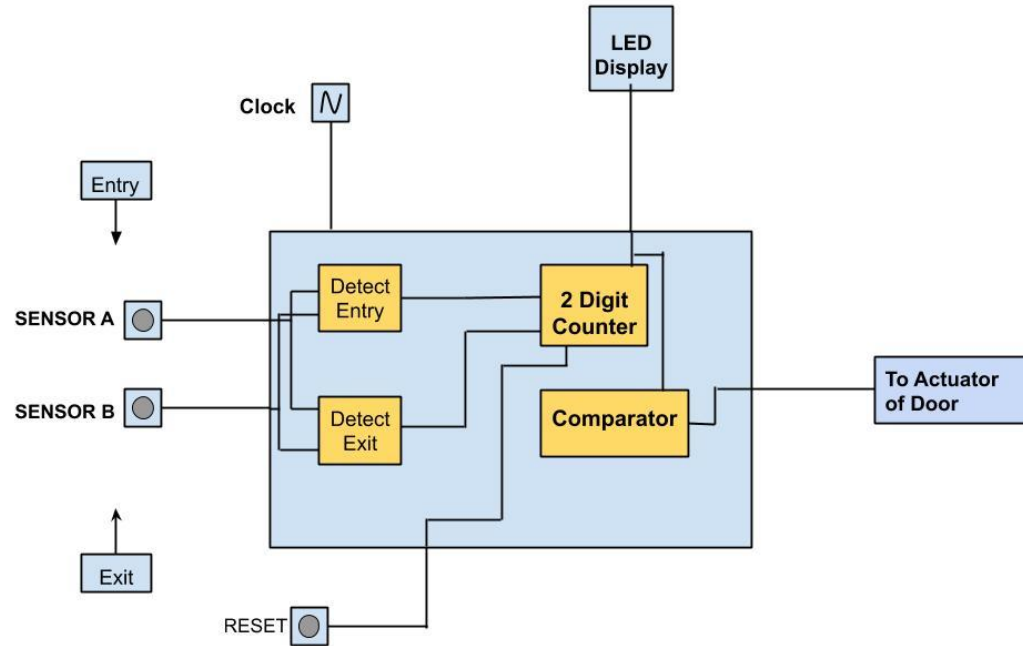 LED
Display
Clock
Entry
Detect
Entry
2 Digit
Counter
SENSOR A
To Actuator
of Door
SENSOR B
Detect
Exit
Comparator
Exit
RESET